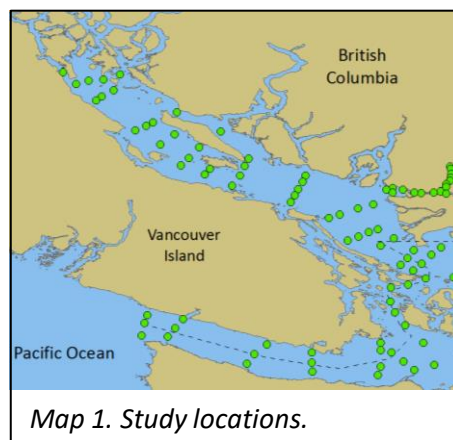 British
Columbia
Vancouver
Island
Pacific Ocean
Map 1. Study locations.